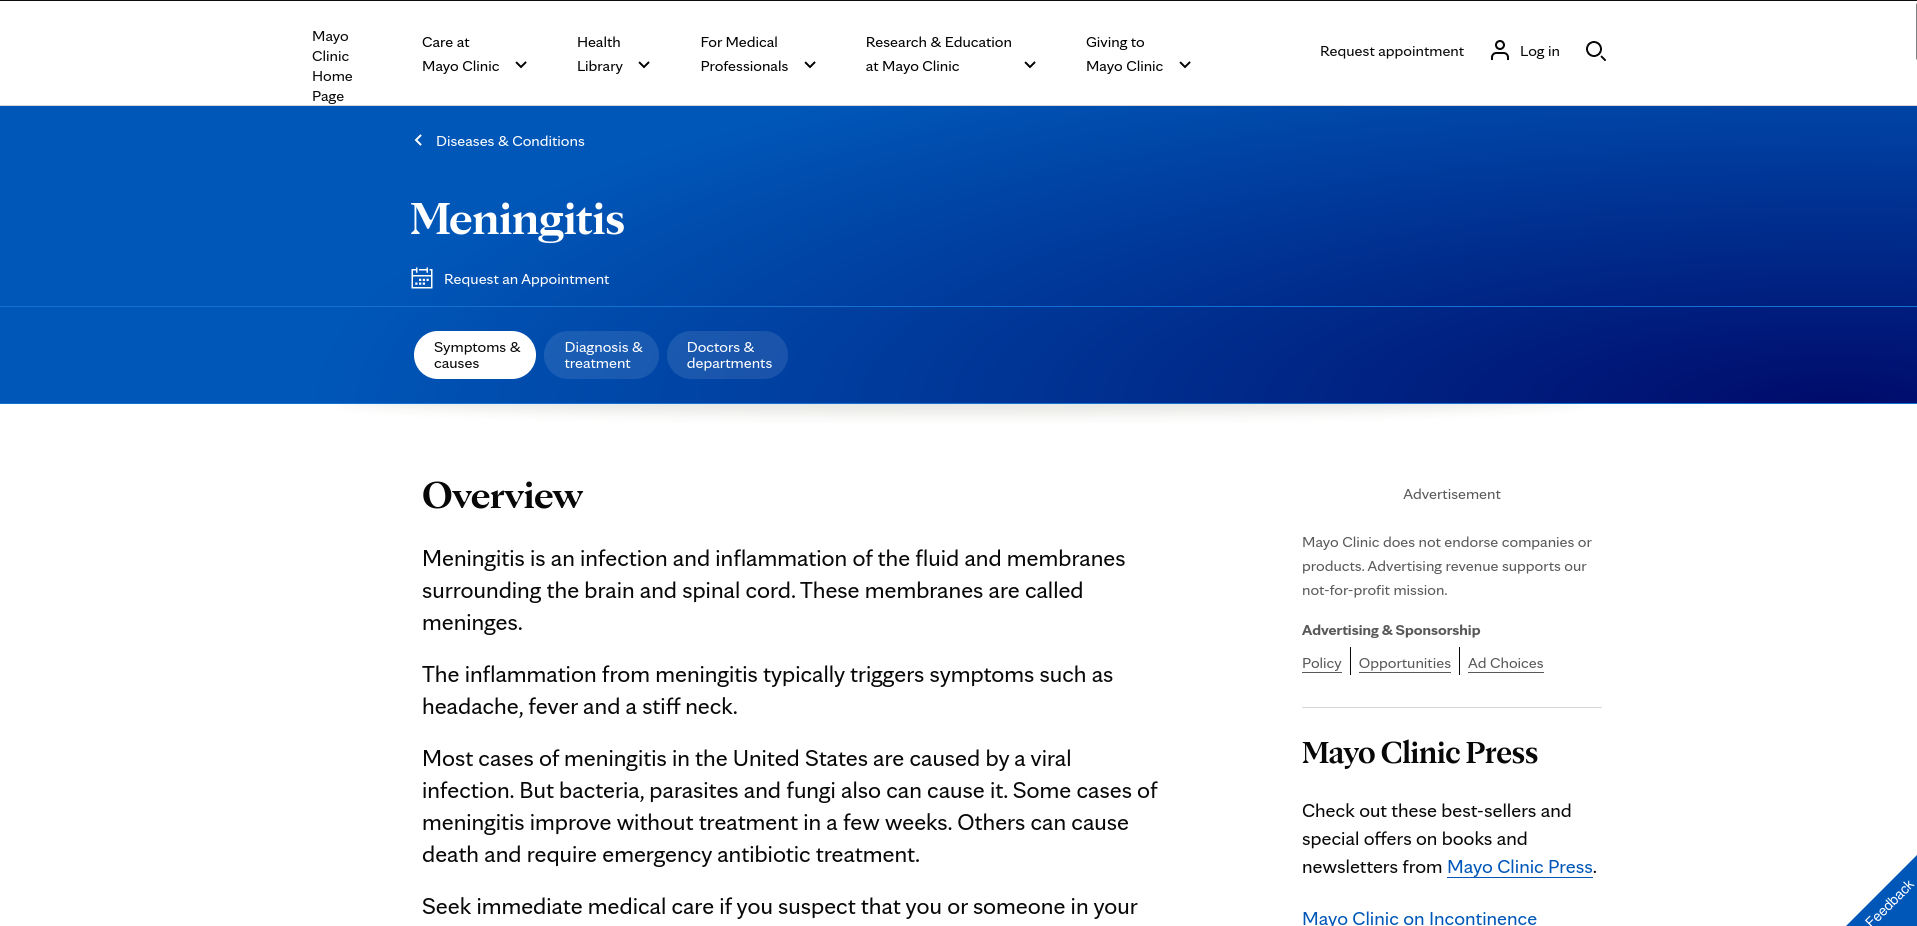 Mayo
Clinic
Home
Page
Care at
Mayo Clinic
Health
Library
For Medical
Professionals
Research & Education
at Mayo Clinic
Giving to
Mayo Clinic
Request appointment
Log in
Diseases & Conditions
Meningitis
Request an Appointment
Symptoms &
causes
Diagnosis &
treatment
Doctors &
departments
Overview
Meningitis is an infection and inflammation of the fluid and membranes
surrounding the brain and spinal cord. These membranes are called
meninges.
The inflammation from meningitis typically triggers symptoms such as
headache, fever and a stiff neck.
Most cases of meningitis in the United States are caused by a viral
infection. But bacteria, parasites and fungi also can cause it. Some cases of
meningitis improve without treatment in a few weeks. Others can cause
death and require emergency antibiotic treatment.
Seek immediate medical care if you suspect that you or someone in your
Advertisement
Mayo Clinic does not endorse companies or
products. Advertising revenue supports our
not-for-profit mission.
Advertising & Sponsorship
Policy
Opportunities
Ad Choices
Mayo Clinic Press
Check out these best-sellers and
special offers on books and
newsletters from Mayo Clinic Press.
Mayo Clinic on Incontinence
Feedback